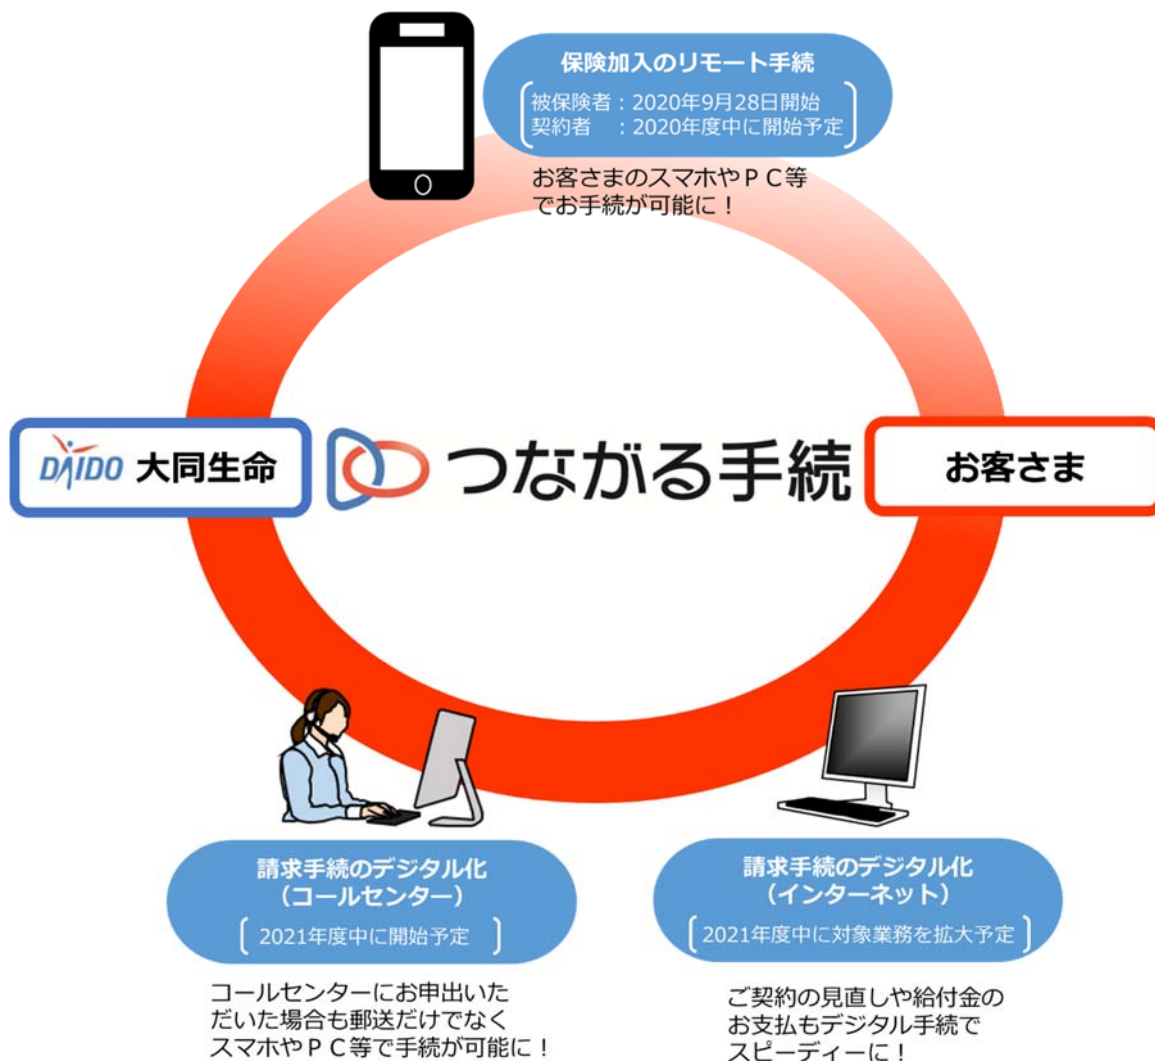 保険加入のリモート手続
被保険者：2020年9月28日開始
契約者　：2020年度中に開始予定
お客さまのスマホやＰＣ等
でお手続が可能に！
DAIDO 大同生命
つながる手続
お客さま
請求手続のデジタル化
（コールセンター）
2021年度中に開始予定
コールセンターにお申出いた
だいた場合も郵送だけでなく
スマホやＰＣ等で手続が可能に！
請求手続のデジタル化
（インターネット）
2021年度中に対象業務を拡大予定
ご契約の見直しや給付金の
お支払もデジタル手続で
スピーディーに！